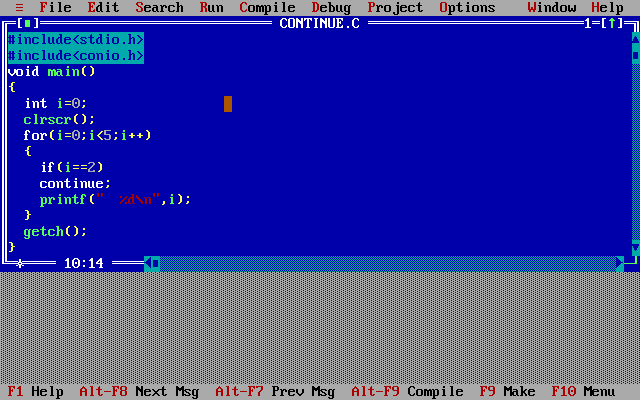 ≡ File Edit Search Run Compile Debug Project Options Window Help
[■] CONTINUE.C 1=[↑]
#include<stdio.h>
#include<conio.h>
void main()
{
int i=0;
clrscr();
for(i=0;i<5;i++)
{
if(i==2)
continue;
printf("  %d\n",i);
}
getch();
}
10:14
F1 Help Alt-F8 Next Msg Alt-F7 Prev Msg Alt-F9 Compile F9 Make F10 Menu